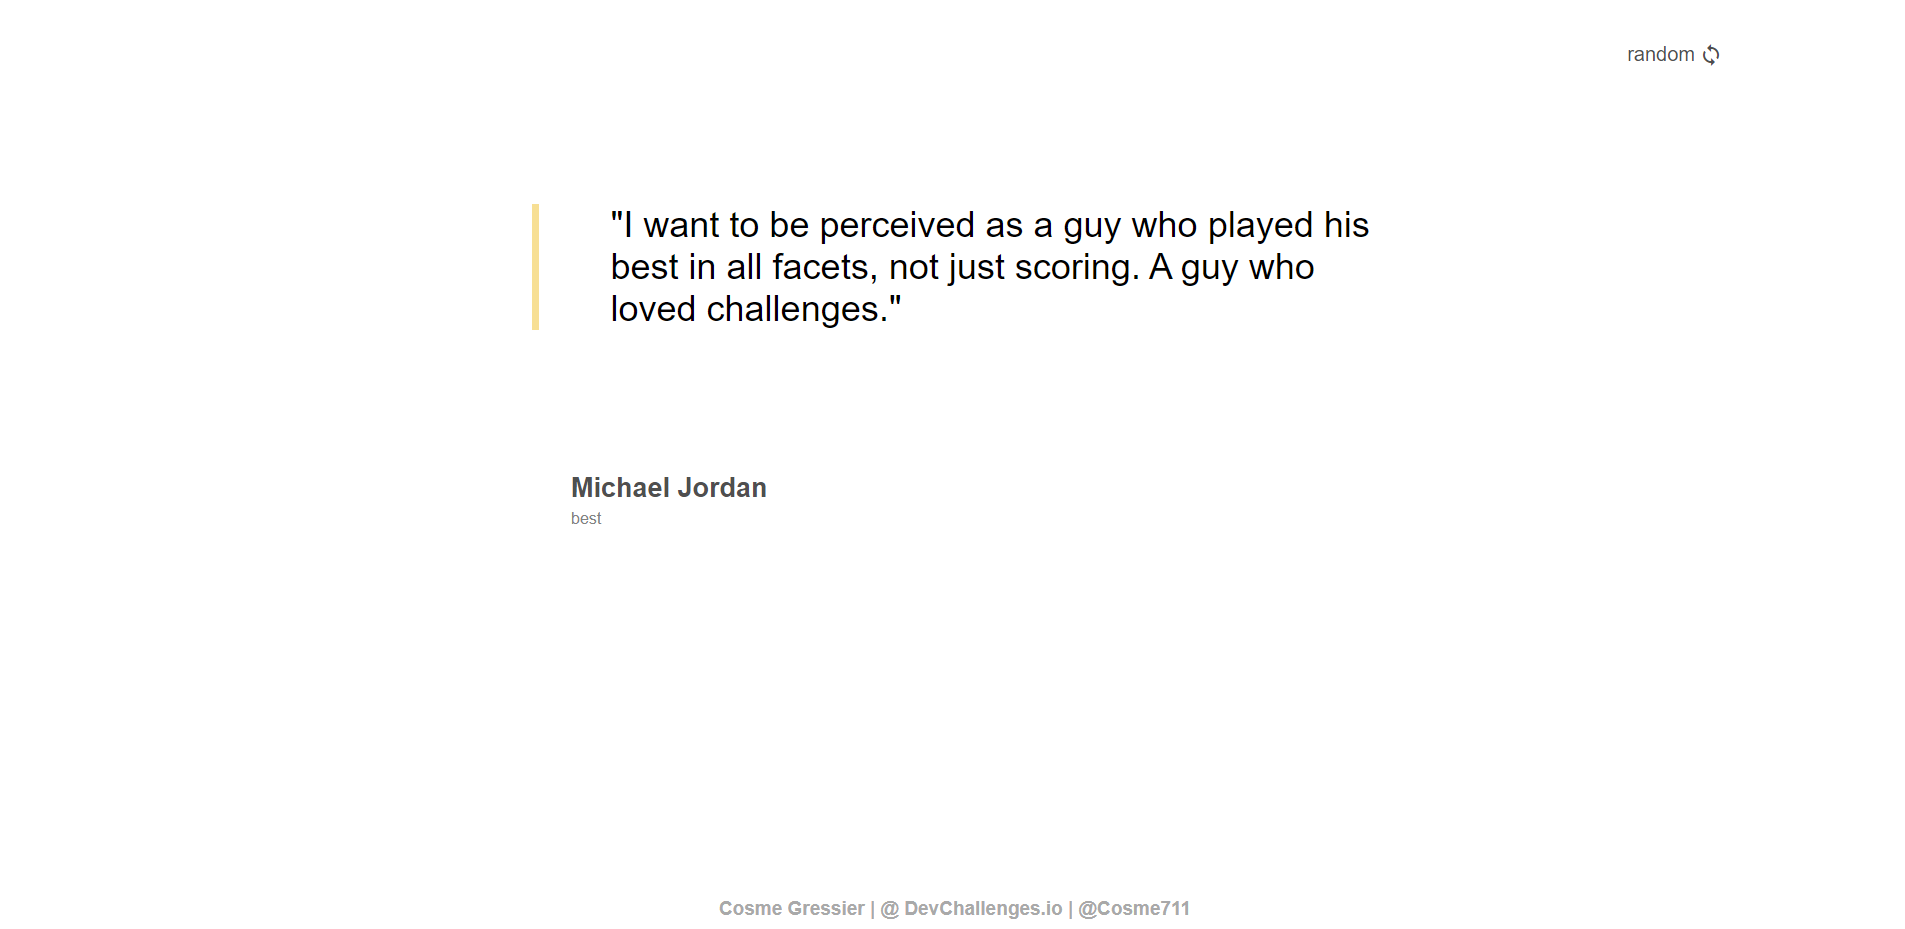 random
"I want to be perceived as a guy who played his
best in all facets, not just scoring. A guy who
loved challenges."
Michael Jordan
best
Cosme Gressier | @ DevChallenges.io | @Cosme711